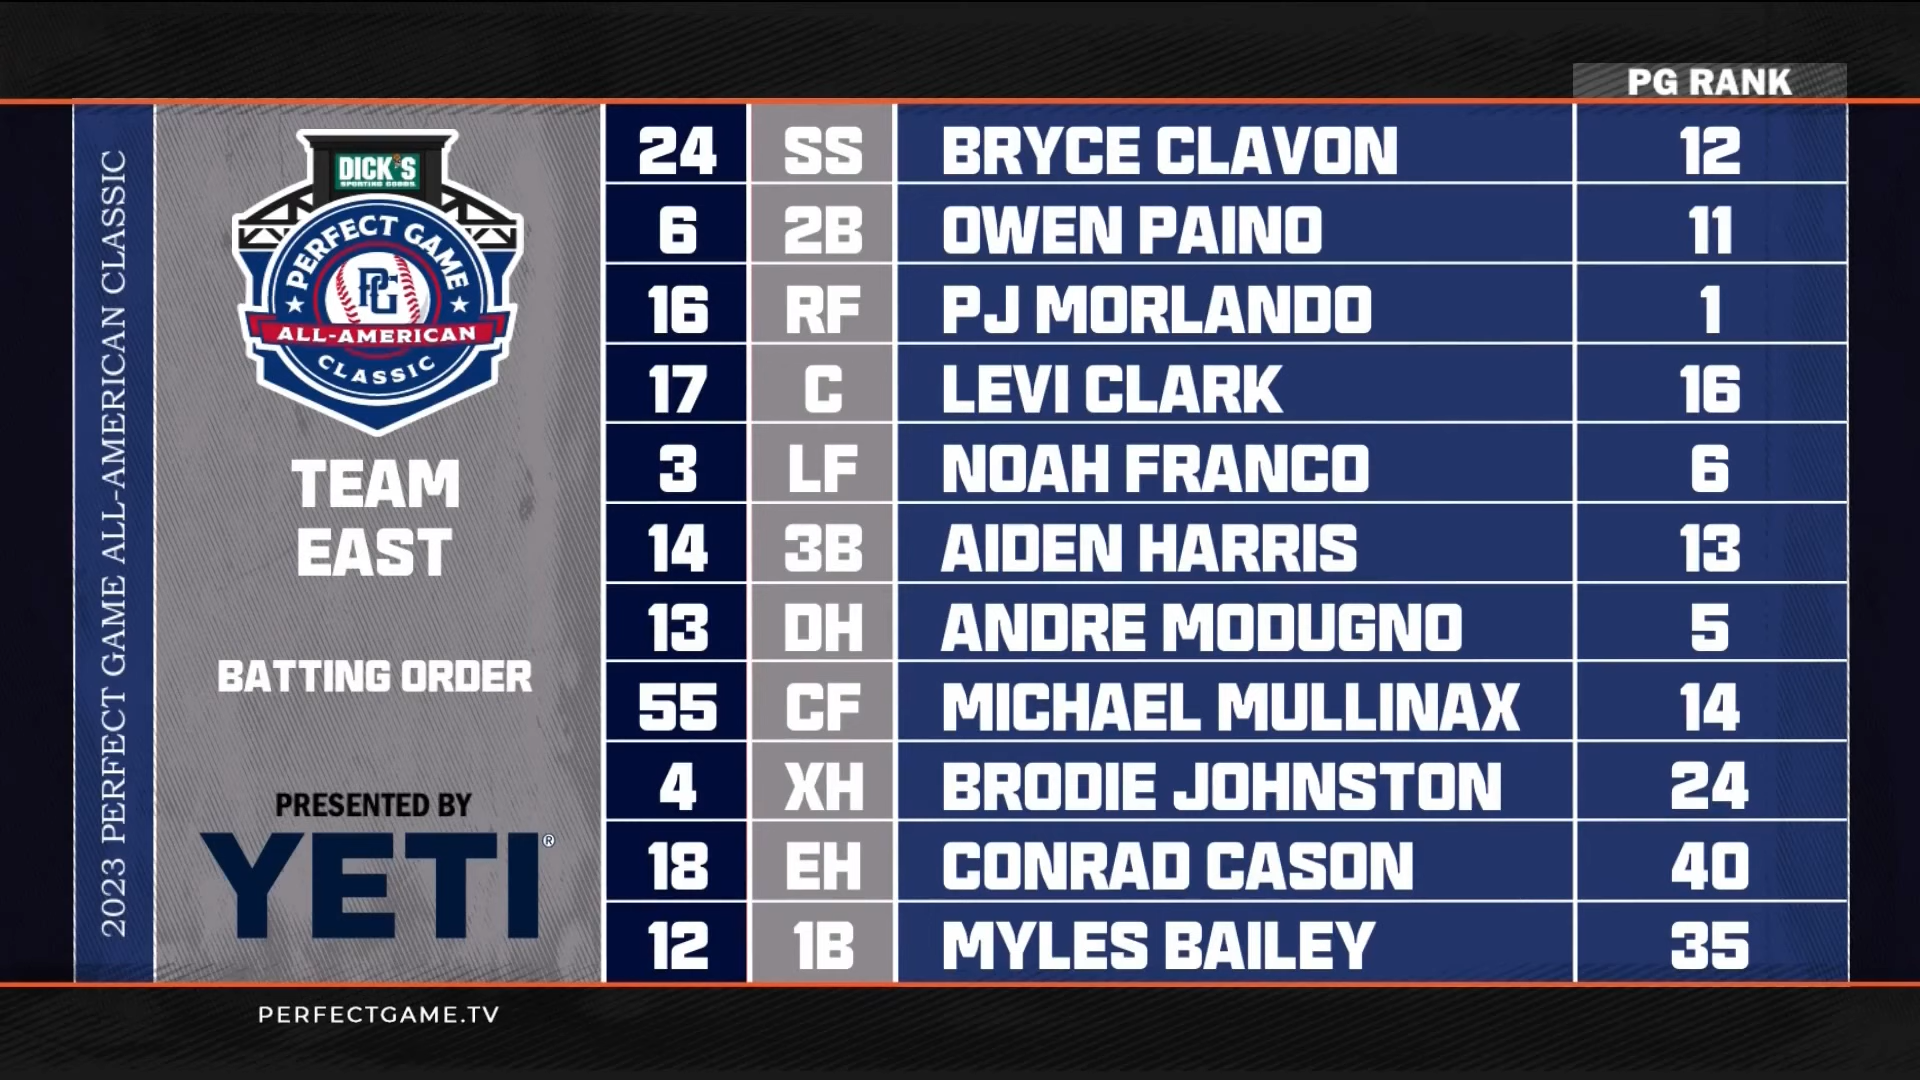 PG RANK
2023 PERFECT GAME ALL-AMERICAN CLASSIC
DICK'S
SPORTING GOODS
PERFECT GAME
PG
ALL-AMERICAN
CLASSIC
TEAM
EAST
BATTING ORDER
PRESENTED BY
YETI®
24 SS BRYCE CLAVON 12
6 2B OWEN PAINO 11
16 RF PJ MORLANDO 1
17 C LEVI CLARK 16
3 LF NOAH FRANCO 6
14 3B AIDEN HARRIS 13
13 DH ANDRE MODUGNO 5
55 CF MICHAEL MULLINAX 14
4 XH BRODIE JOHNSTON 24
18 EH CONRAD CASON 40
12 1B MYLES BAILEY 35
PERFECTGAME.TV